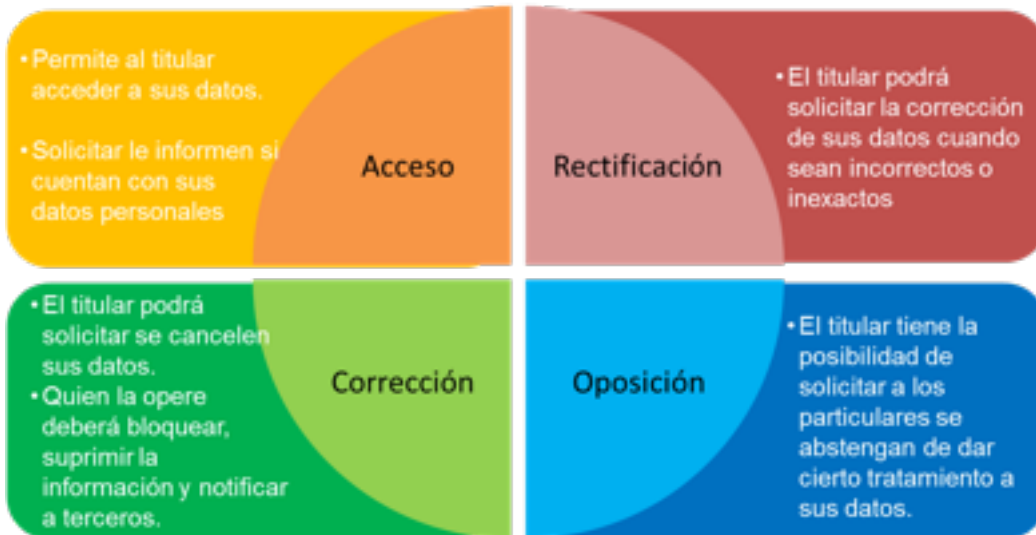 • Permite al titular
acceder a sus datos.
• Solicitar le informen si
cuentan con sus
datos personales
Acceso
Rectificación
• El titular podrá
solicitar la corrección
de sus datos cuando
sean incorrectos o
inexactos
• El titular podrá
solicitar se cancelen
sus datos.
• Quien la opere
deberá bloquear,
suprimir la
información y notificar
a terceros.
Corrección
Oposición
• El titular tiene la
posibilidad de
solicitar a los
particulares se
abstengan de dar
cierto tratamiento a
sus datos.